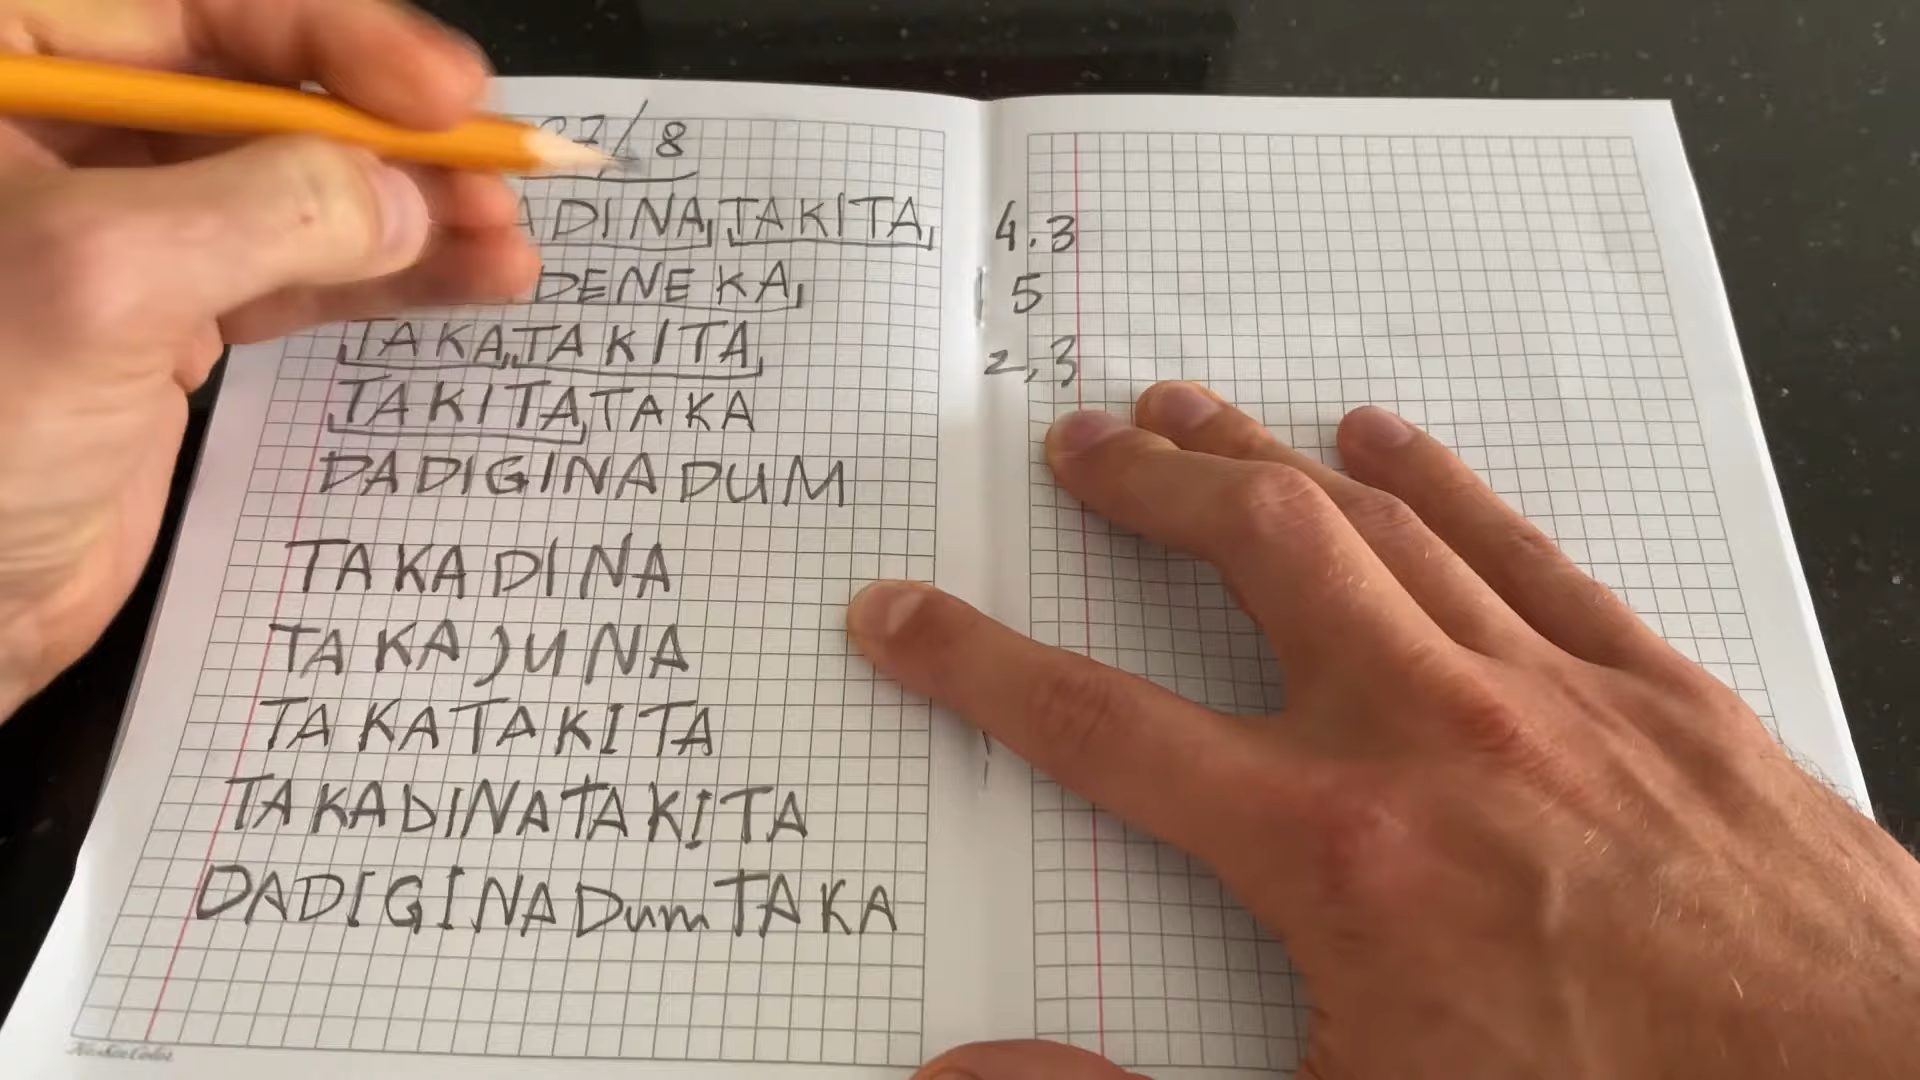 27/8
ADINA TAKITA 4.3
DENEKA 5
TAKA TAKITA 2,3
TAKITA TAKA
DADIGINADUM
TAKADINA
TAKAJUNA
TAKATAKITA
TAKADINATAKITA
DADIGINADumTAKA